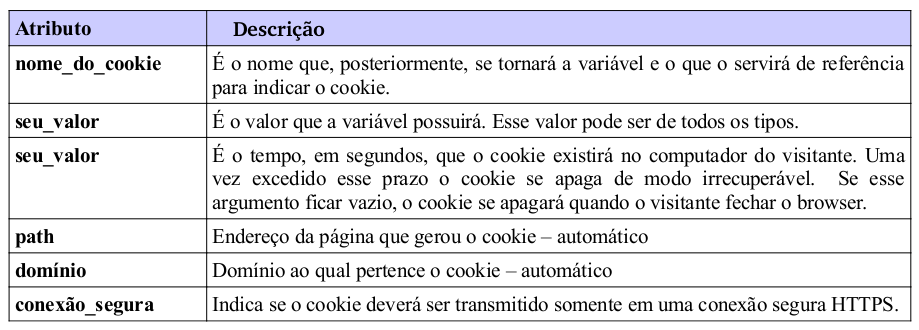 Atributo Descrição
nome_do_cookie É o nome que, posteriormente, se tornará a variável e o que o servirá de referência
para indicar o cookie.
seu_valor É o valor que a variável possuirá. Esse valor pode ser de todos os tipos.
seu_valor É o tempo, em segundos, que o cookie existirá no computador do visitante. Uma
vez excedido esse prazo o cookie se apaga de modo irrecuperável. Se esse
argumento ficar vazio, o cookie se apagará quando o visitante fechar o browser.
path Endereço da página que gerou o cookie – automático
domínio Domínio ao qual pertence o cookie – automático
conexão_segura Indica se o cookie deverá ser transmitido somente em uma conexão segura HTTPS.